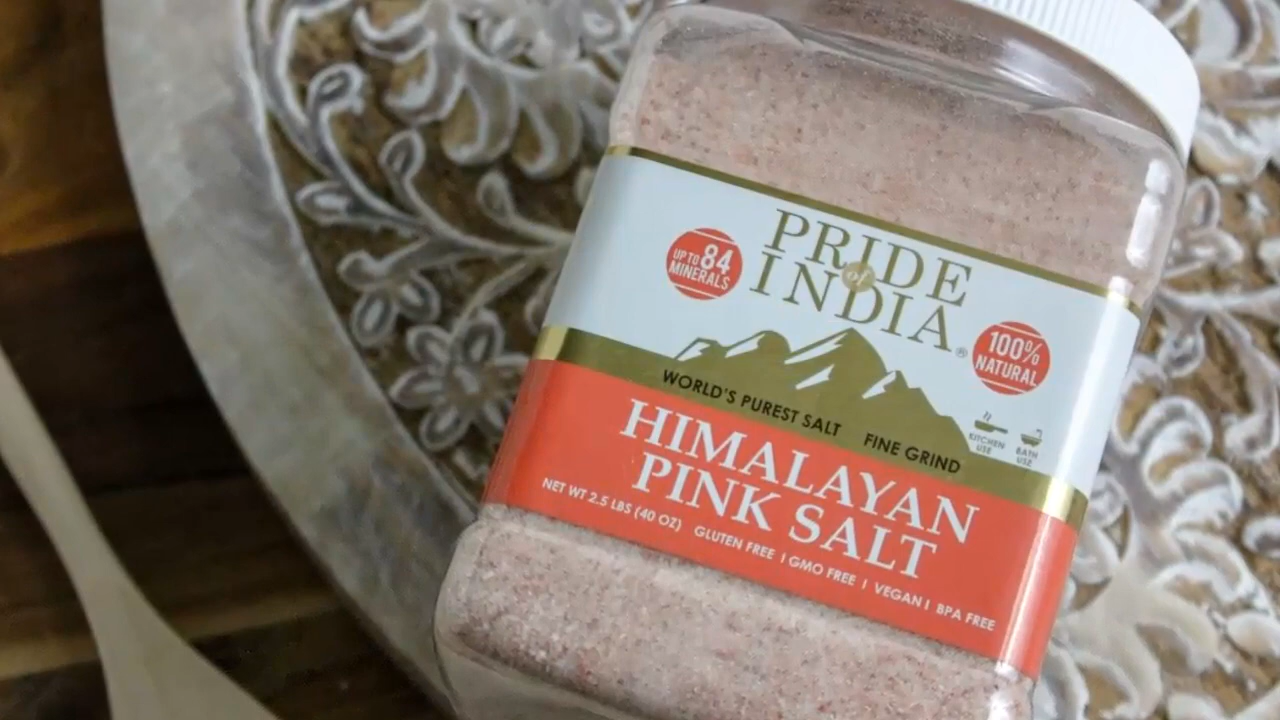 PRIDE
of
INDIA®
UP TO 84
MINERALS
100%
NATURAL
WORLD'S PUREST SALT FINE GRIND
KITCHEN
USE
BATH
USE
HIMALAYAN
PINK SALT
NET WT 2.5 LBS (40 OZ) GLUTEN FREE | GMO FREE | VEGAN | BPA FREE